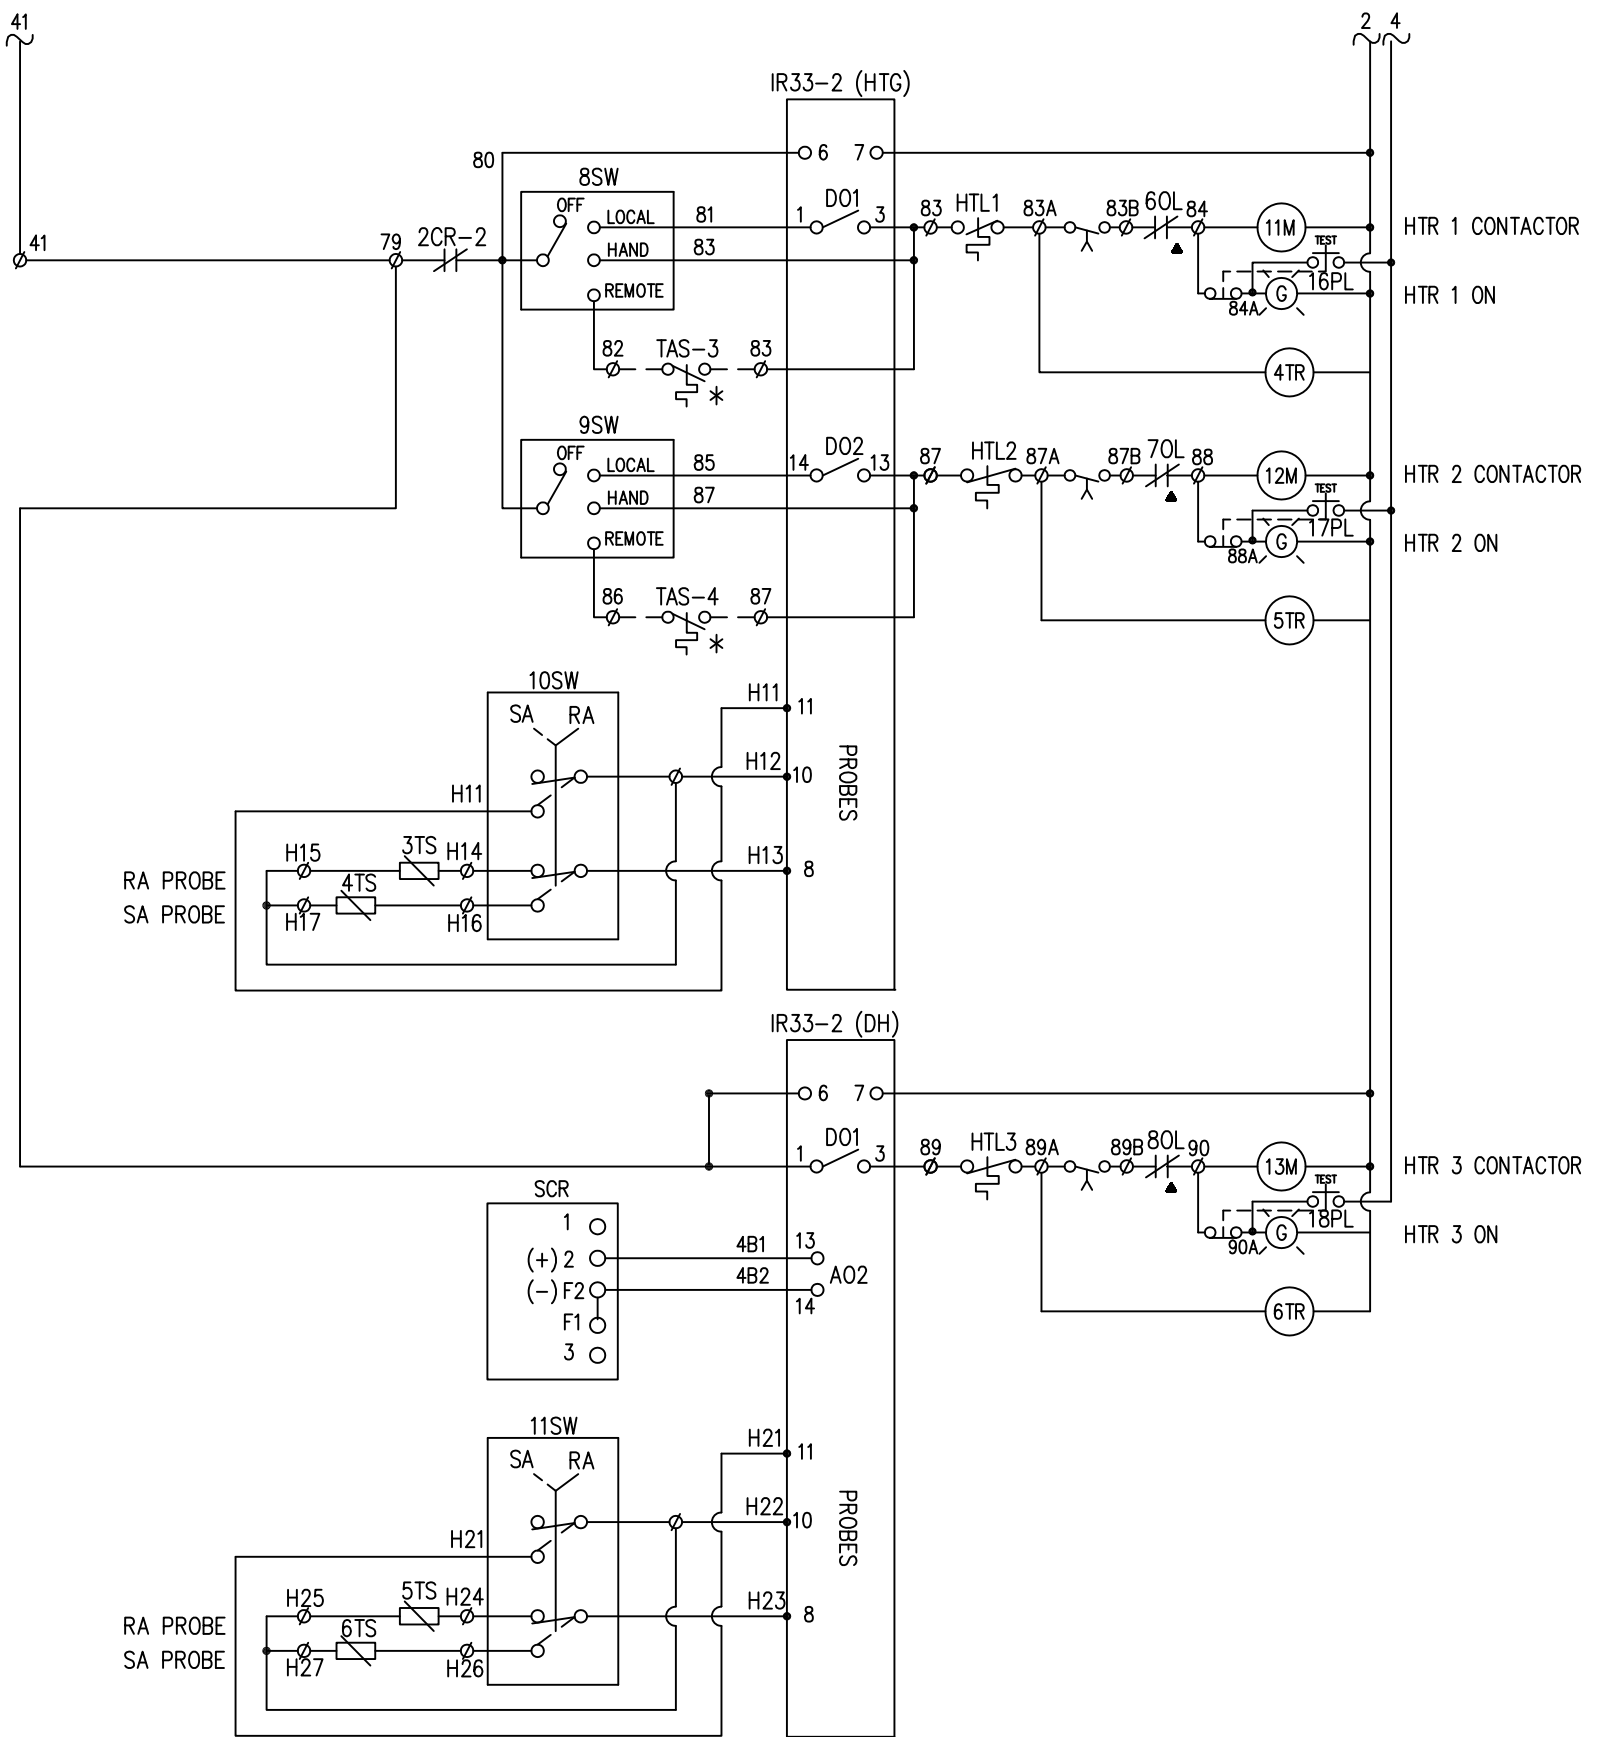 41
2 4
IR33-2 (HTG)
80 6 7
8SW
OFF LOCAL 81 1 DO1 3 83 HTL1 83A 83B 6OL 84 11M HTR 1 CONTACTOR
41 79 2CR-2 HAND 83 TEST
REMOTE 16PL
84A G HTR 1 ON
82 TAS-3 83 4TR
*
9SW
OFF LOCAL 85 14 DO2 13 87 HTL2 87A 87B 7OL 88 12M HTR 2 CONTACTOR
HAND 87 TEST
REMOTE 17PL
88A G HTR 2 ON
86 TAS-4 87 5TR
*
10SW
SA RA H11 11
H12 10
PROBES
H11
H15 3TS H14 H13 8
RA PROBE 4TS
SA PROBE H17 H16
IR33-2 (DH)
6 7
1 DO1 3 89 HTL3 89A 89B 8OL 90 13M HTR 3 CONTACTOR
TEST
18PL
90A G HTR 3 ON
SCR
1
(+) 2 4B1 13
(-) F2 4B2 14 AO2
F1
3
6TR
11SW
SA RA H21 11
H22 10
PROBES
H21
H25 5TS H24 H23 8
RA PROBE 6TS
SA PROBE H27 H26